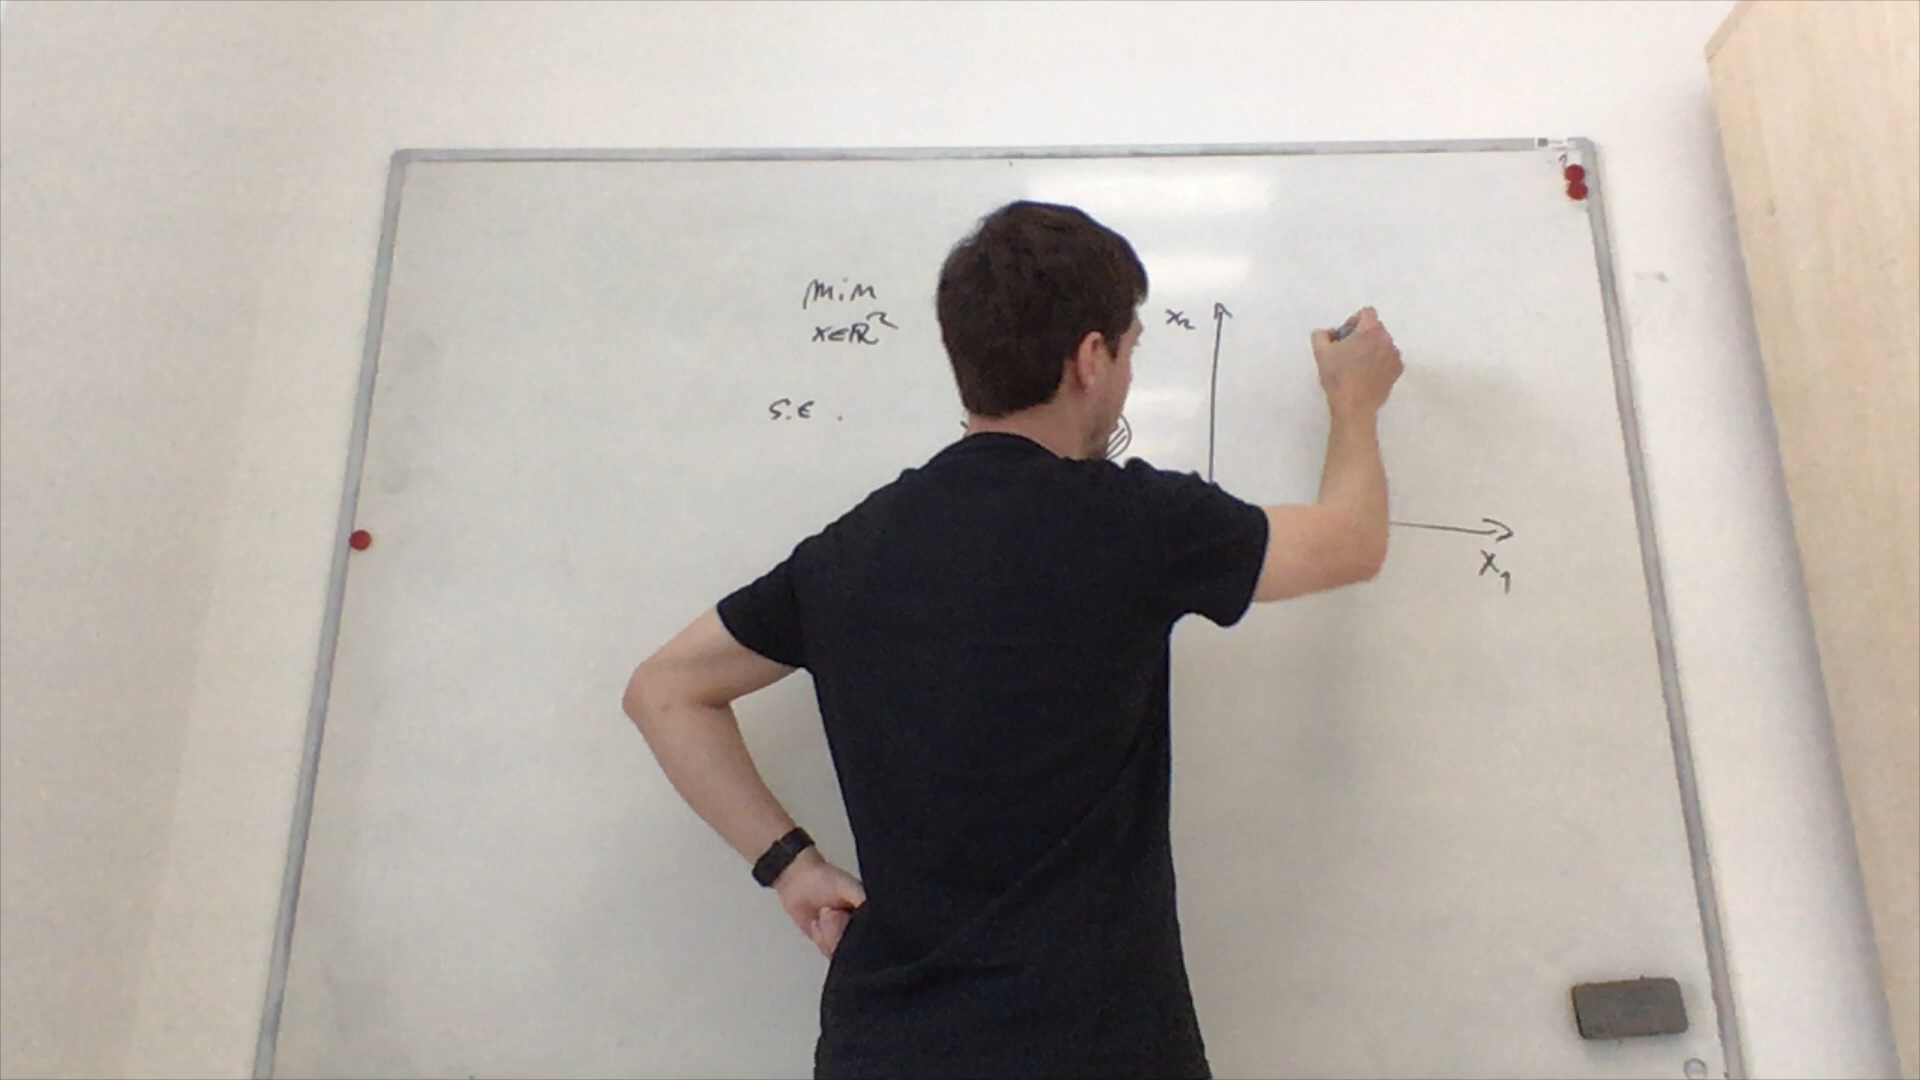 min
x∈ℝ²
s.t.
x₂
x₁